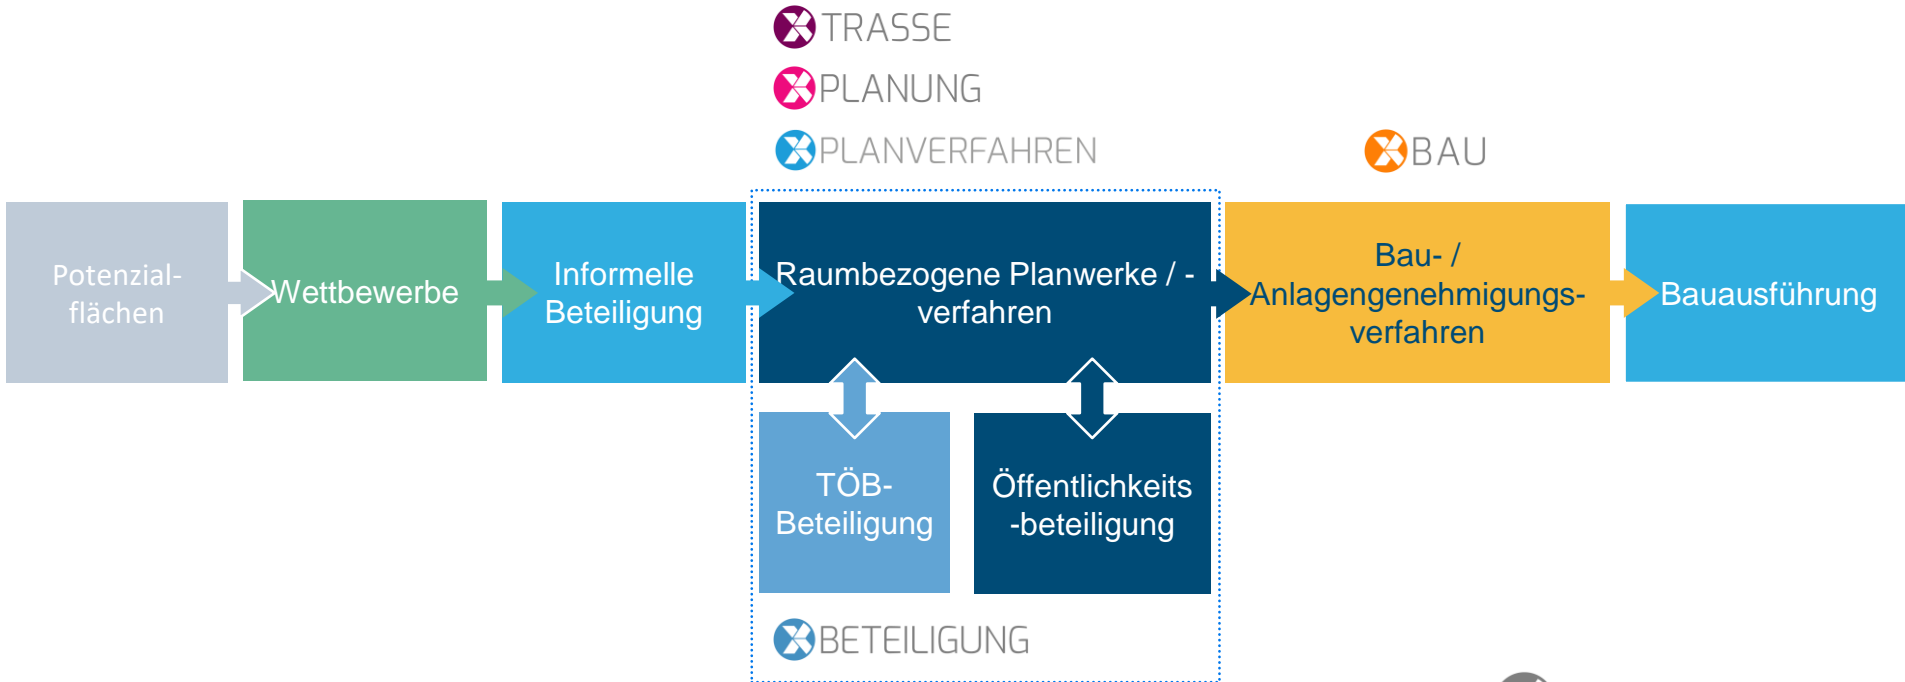 TRASSE
PLANUNG
PLANVERFAHREN
BAU
Potenzial-
flächen
Wettbewerbe
Informelle
Beteiligung
Raumbezogene Planwerke / -
verfahren
Bau- /
Anlagengenehmigungs-
verfahren
Bauausführung
TÖB-
Beteiligung
Öffentlichkeits
-beteiligung
BETEILIGUNG